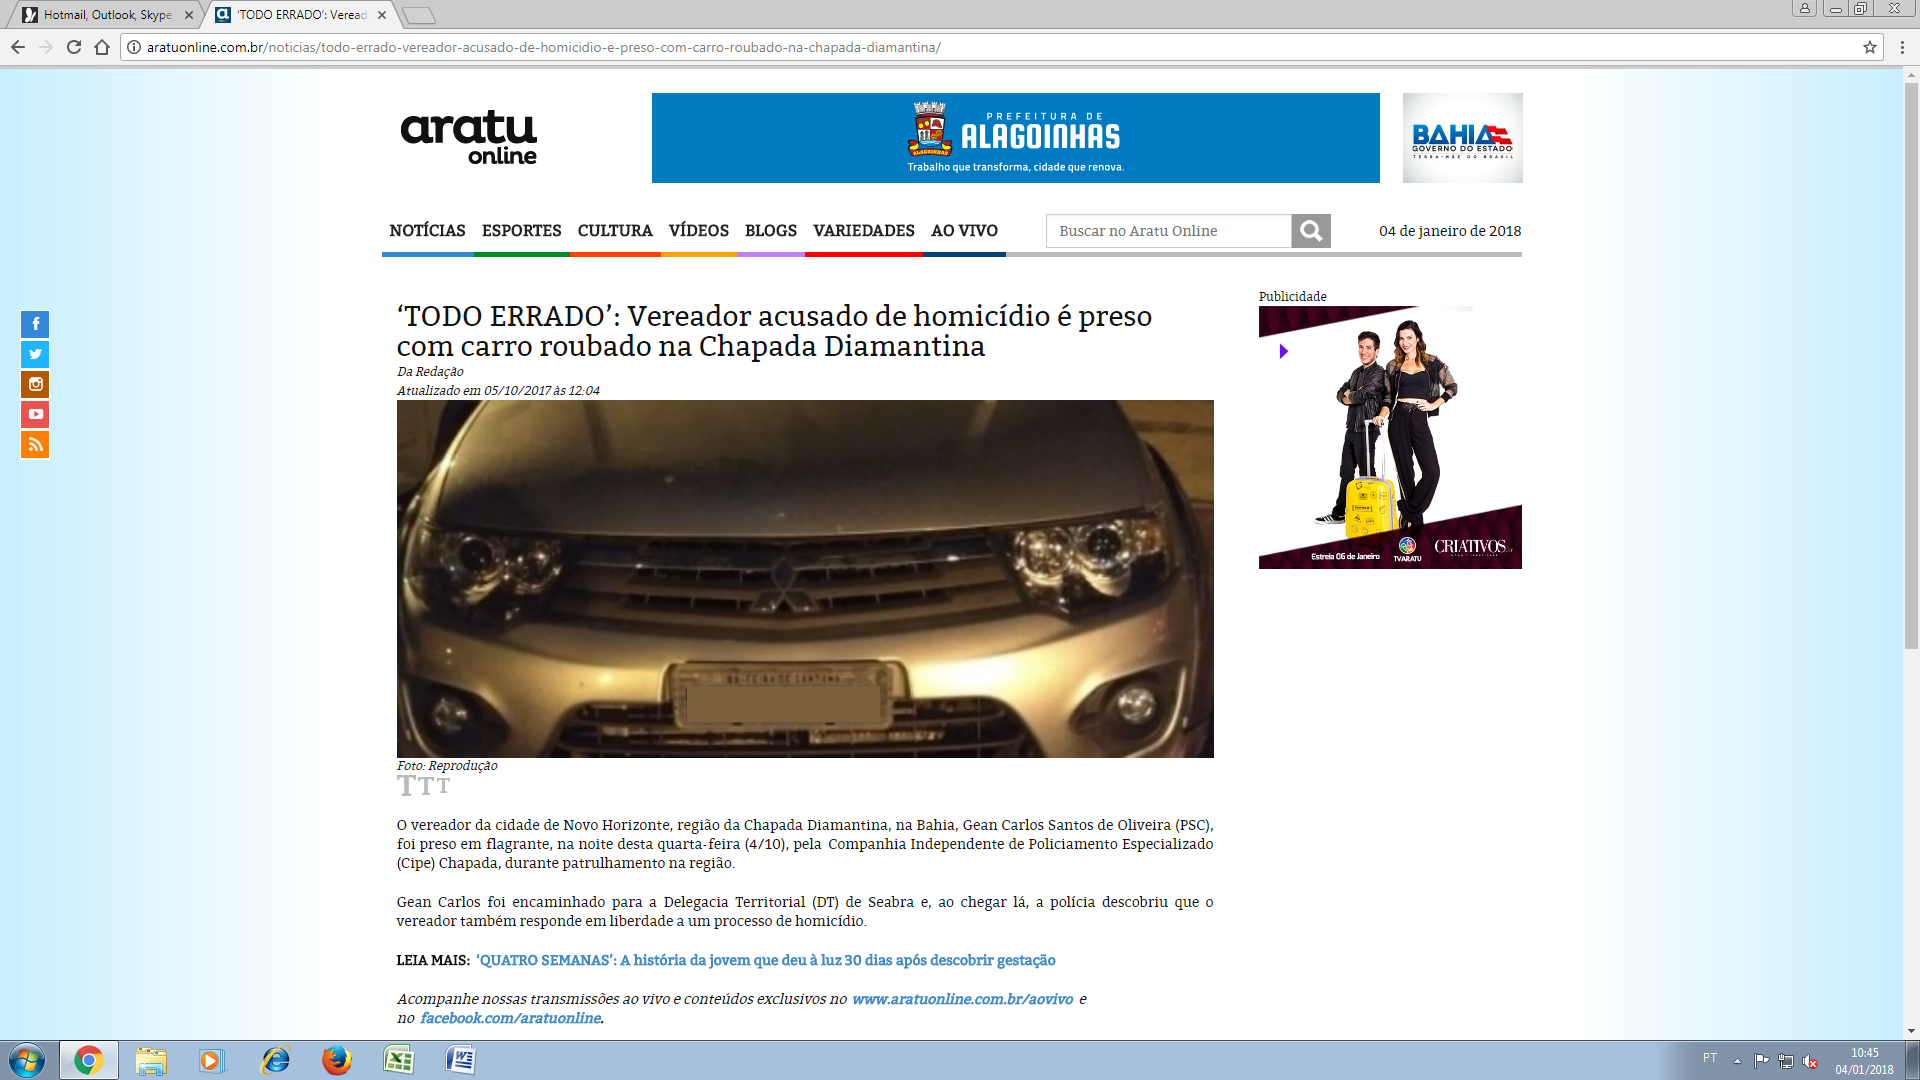 Hotmail, Outlook, Skype,
'TODO ERRADO': Veread
aratuonline.com.br/noticias/todo-errado-vereador-acusado-de-homicidio-e-preso-com-carro-roubado-na-chapada-diamantina/
aratu
online
PREFEITURA DE
ALAGOINHAS
ALAGOINHAS
Trabalho que transforma, cidade que renova.
BAHIA
GOVERNO DO ESTADO
TERRA-MÃE DO BRASIL
NOTÍCIAS ESPORTES CULTURA VÍDEOS BLOGS VARIEDADES AO VIVO
Buscar no Aratu Online
04 de janeiro de 2018
‘TODO ERRADO’: Vereador acusado de homicídio é preso
com carro roubado na Chapada Diamantina
Da Redação
Atualizado em 05/10/2017 às 12:04
BA-FEIRA DE SANTANA
Foto: Reprodução
TTT
O vereador da cidade de Novo Horizonte, região da Chapada Diamantina, na Bahia, Gean Carlos Santos de Oliveira (PSC),
foi preso em flagrante, na noite desta quarta-feira (4/10), pela Companhia Independente de Policiamento Especializado
(Cipe) Chapada, durante patrulhamento na região.
Gean Carlos foi encaminhado para a Delegacia Territorial (DT) de Seabra e, ao chegar lá, a polícia descobriu que o
vereador também responde em liberdade a um processo de homicídio.
LEIA MAIS: ‘QUATRO SEMANAS’: A história da jovem que deu à luz 30 dias após descobrir gestação
Acompanhe nossas transmissões ao vivo e conteúdos exclusivos no www.aratuonline.com.br/aovivo e
no facebook.com/aratuonline.
Publicidade
Estreia 06 de Janeiro
TV ARATU
CRIATIVOS
PT
10:45
04/01/2018